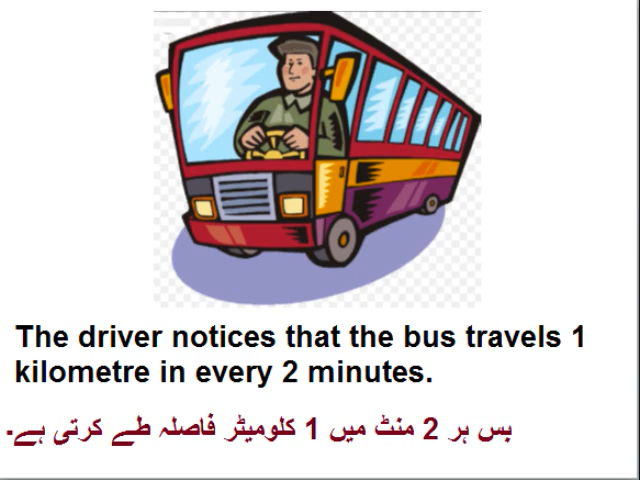 The driver notices that the bus travels 1
kilometre in every 2 minutes.
بس ہر 2 منٹ میں 1 کلومیٹر فاصلہ طے کرتی ہے۔